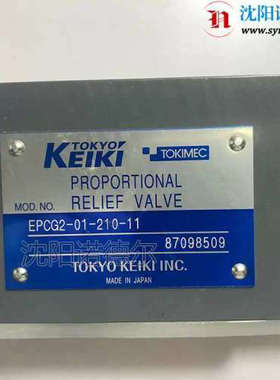 沈阳诺
www.syn
TOKYO
KEIKI TOKIMEC
PROPORTIONAL
MOD. NO. RELIEF VALVE
EPCG2-01-210-11
沈阳诺德尔 87098509
TOKYO KEIKI INC.
MADE IN JAPAN